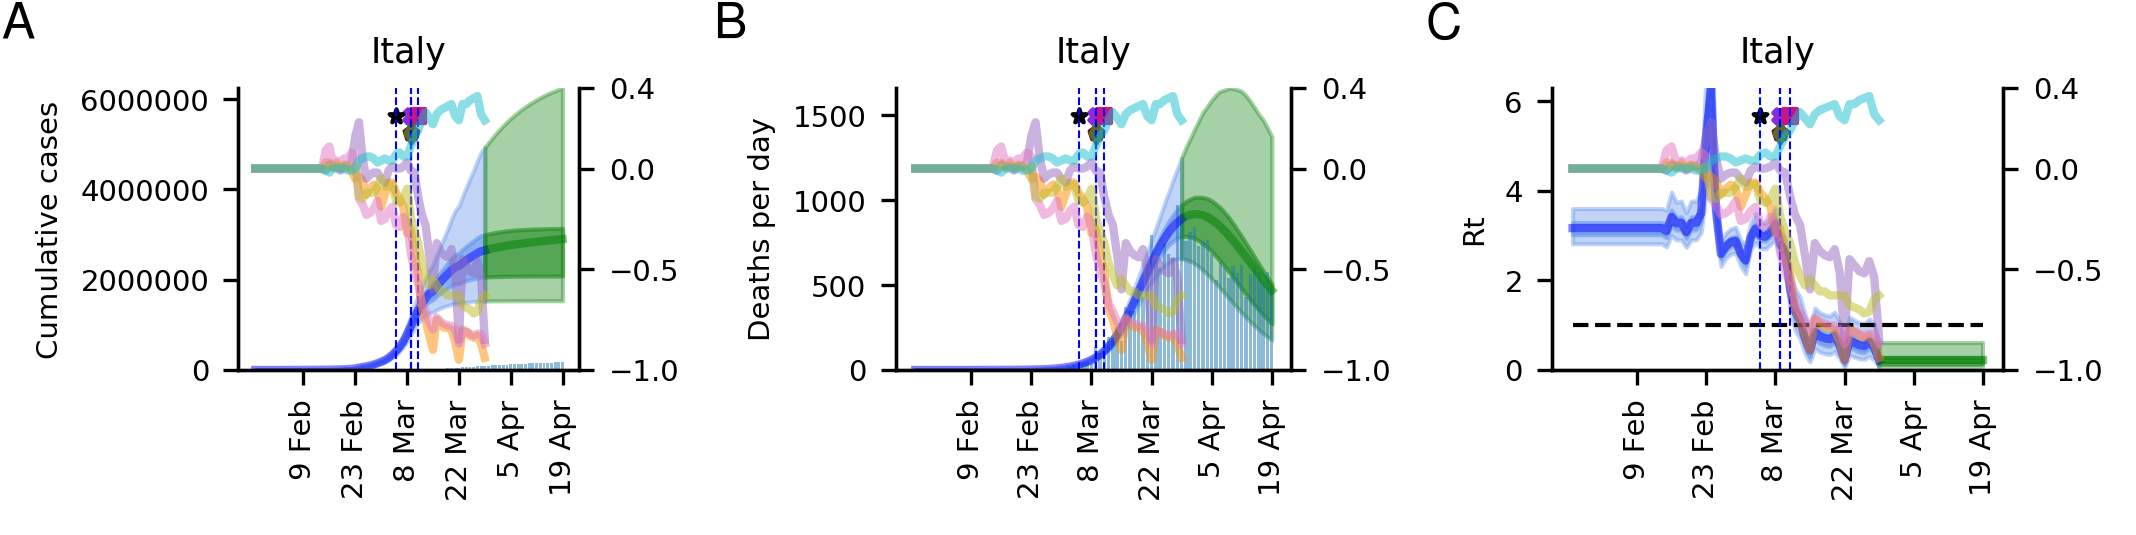 A
Italy
Cumulative cases
6000000
4000000
2000000
0
0.4
0.0
−0.5
−1.0
9 Feb
23 Feb
8 Mar
22 Mar
5 Apr
19 Apr
B
Italy
Deaths per day
1500
1000
500
0
0.4
0.0
−0.5
−1.0
9 Feb
23 Feb
8 Mar
22 Mar
5 Apr
19 Apr
C
Italy
Rt
6
4
2
0
0.4
0.0
−0.5
−1.0
9 Feb
23 Feb
8 Mar
22 Mar
5 Apr
19 Apr